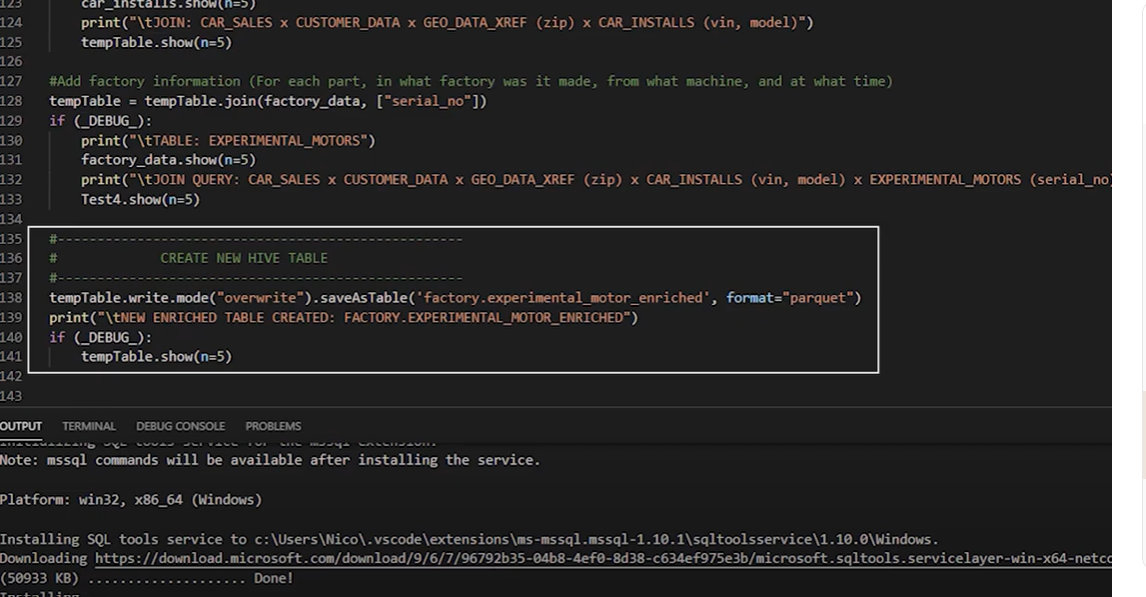 123 car_installs.show(n=5)
124 print("\tJOIN: CAR_SALES x CUSTOMER_DATA x GEO_DATA_XREF (zip) x CAR_INSTALLS (vin, model)")
125 tempTable.show(n=5)
126
127 #Add factory information (For each part, in what factory was it made, from what machine, and at what time)
128 tempTable = tempTable.join(factory_data, ["serial_no"])
129 if (_DEBUG_):
130 print("\tTABLE: EXPERIMENTAL_MOTORS")
131 factory_data.show(n=5)
132 print("\tJOIN QUERY: CAR_SALES x CUSTOMER_DATA x GEO_DATA_XREF (zip) x CAR_INSTALLS (vin, model) x EXPERIMENTAL_MOTORS (serial_no)
133 Test4.show(n=5)
134
135 #---------------------------------------------------
136 # CREATE NEW HIVE TABLE
137 #---------------------------------------------------
138 tempTable.write.mode("overwrite").saveAsTable('factory.experimental_motor_enriched', format="parquet")
139 print("\tNEW ENRICHED TABLE CREATED: FACTORY.EXPERIMENTAL_MOTOR_ENRICHED")
140 if (_DEBUG_):
141 tempTable.show(n=5)
142
143
OUTPUT TERMINAL DEBUG CONSOLE PROBLEMS
Initializing SQL tools service for the mssql extension.
Note: mssql commands will be available after installing the service.
Platform: win32, x86_64 (Windows)
Installing SQL tools service to c:\Users\Nico\.vscode\extensions\ms-mssql.mssql-1.10.1\sqltoolsservice\1.10.0\Windows.
Downloading https://download.microsoft.com/download/9/6/7/96792b35-04b8-4ef0-8d38-c634ef975e3b/microsoft.sqltools.servicelayer-win-x64-netco
(50933 KB) .................... Done!
Installing